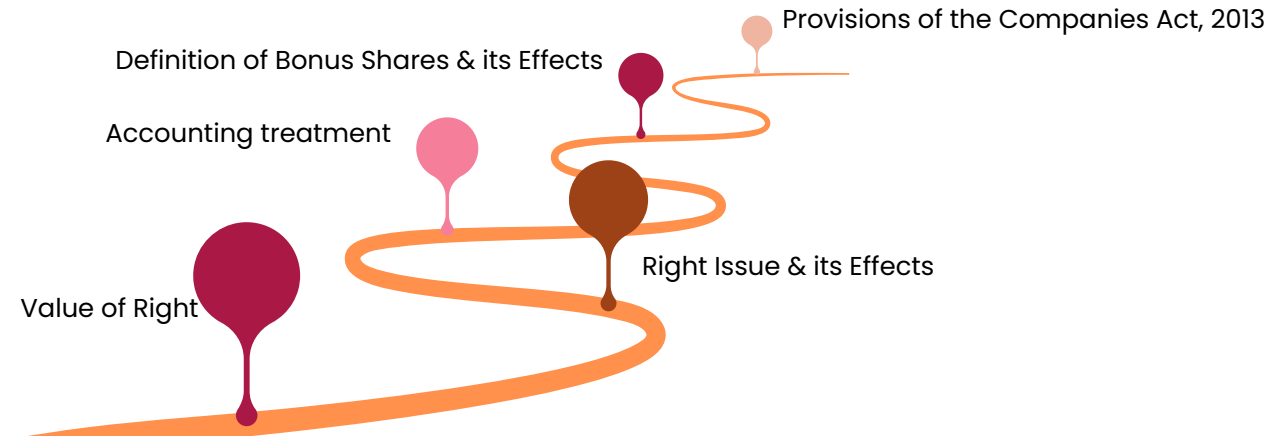 Provisions of the Companies Act, 2013
Definition of Bonus Shares & its Effects
Accounting treatment
Right Issue & its Effects
Value of Right